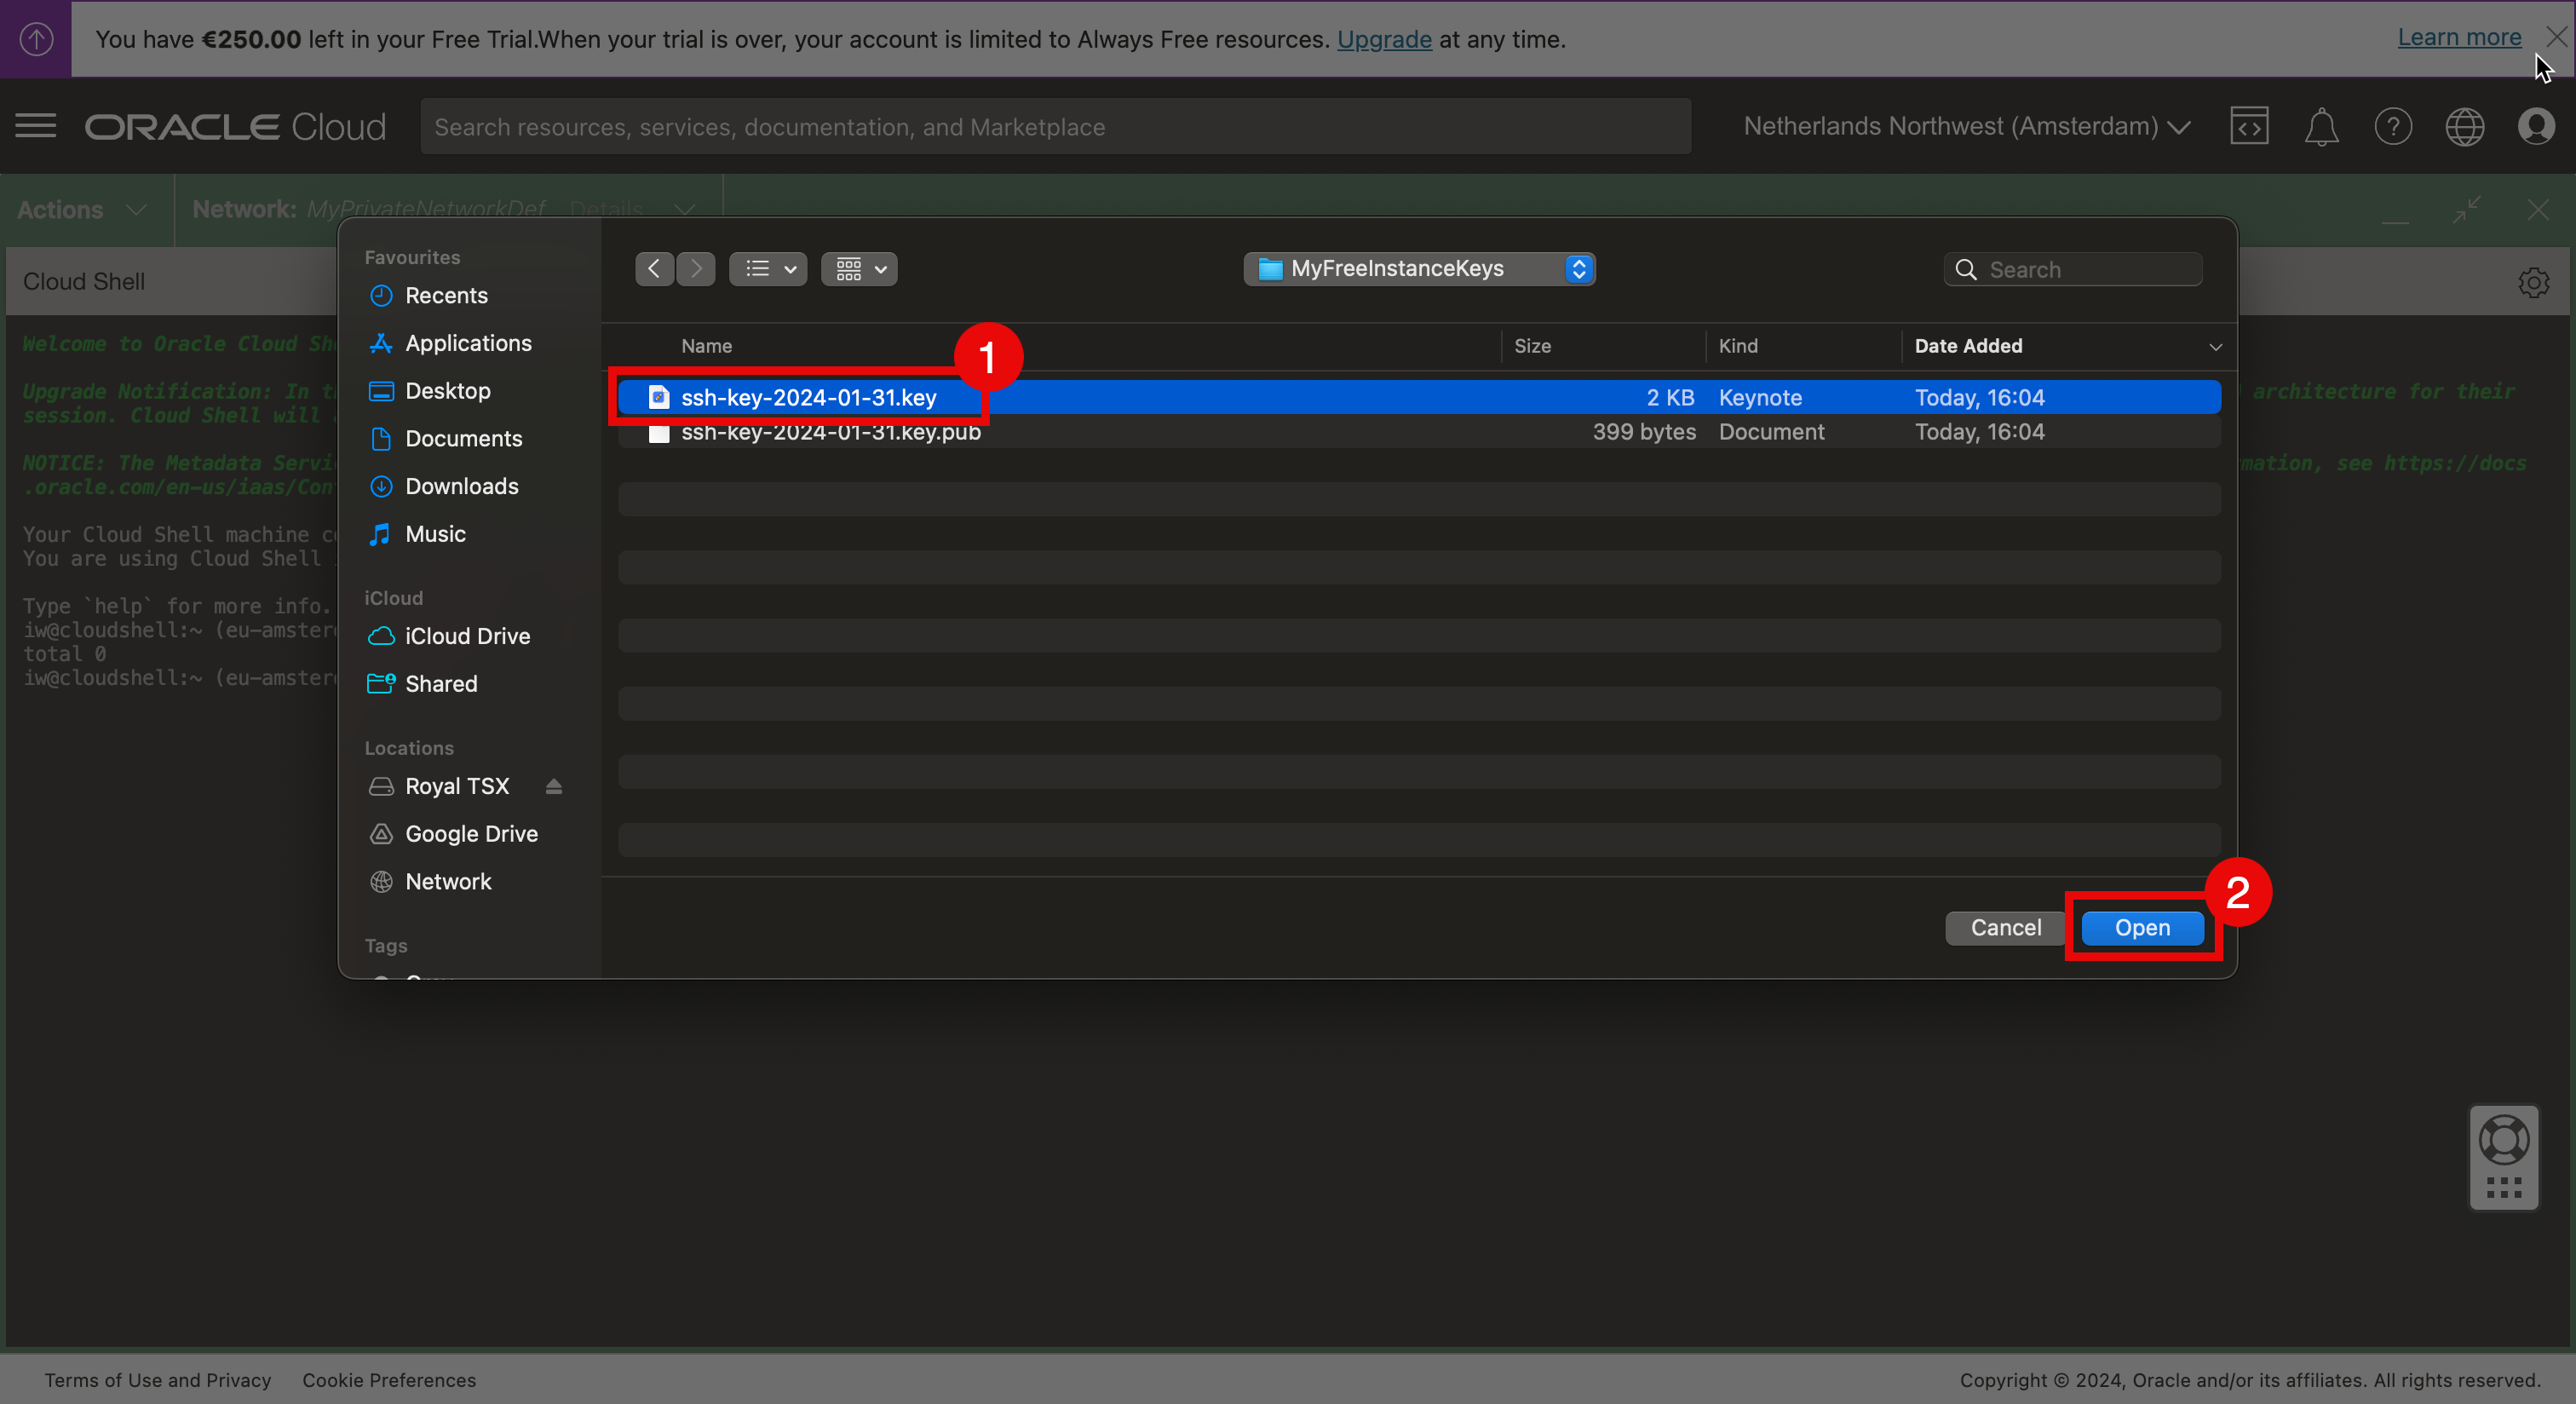 You have €250.00 left in your Free Trial.When your trial is over, your account is limited to Always Free resources. Upgrade at any time.
Learn more
ORACLE Cloud
Search resources, services, documentation, and Marketplace
Netherlands Northwest (Amsterdam)
Actions
Network: MyPrivateNetworkDef Details
Cloud Shell
Welcome to Oracle Cloud Sh
Upgrade Notification: In t
architecture for their
session. Cloud Shell will
NOTICE: The Metadata Servi
mation, see https://docs
.oracle.com/en-us/iaas/Con
Your Cloud Shell machine c
You are using Cloud Shell
Type `help` for more info.
iw@cloudshell:~ (eu-amster
total 0
iw@cloudshell:~ (eu-amster
Favourites
Recents
Applications
Desktop
Documents
Downloads
Music
iCloud
iCloud Drive
Shared
Locations
Royal TSX
Google Drive
Network
Tags
MyFreeInstanceKeys
Search
Name
Size
Kind
Date Added
1
ssh-key-2024-01-31.key
2 KB
Keynote
Today, 16:04
ssh-key-2024-01-31.key.pub
399 bytes
Document
Today, 16:04
Cancel
Open
2
Terms of Use and Privacy
Cookie Preferences
Copyright © 2024, Oracle and/or its affiliates. All rights reserved.